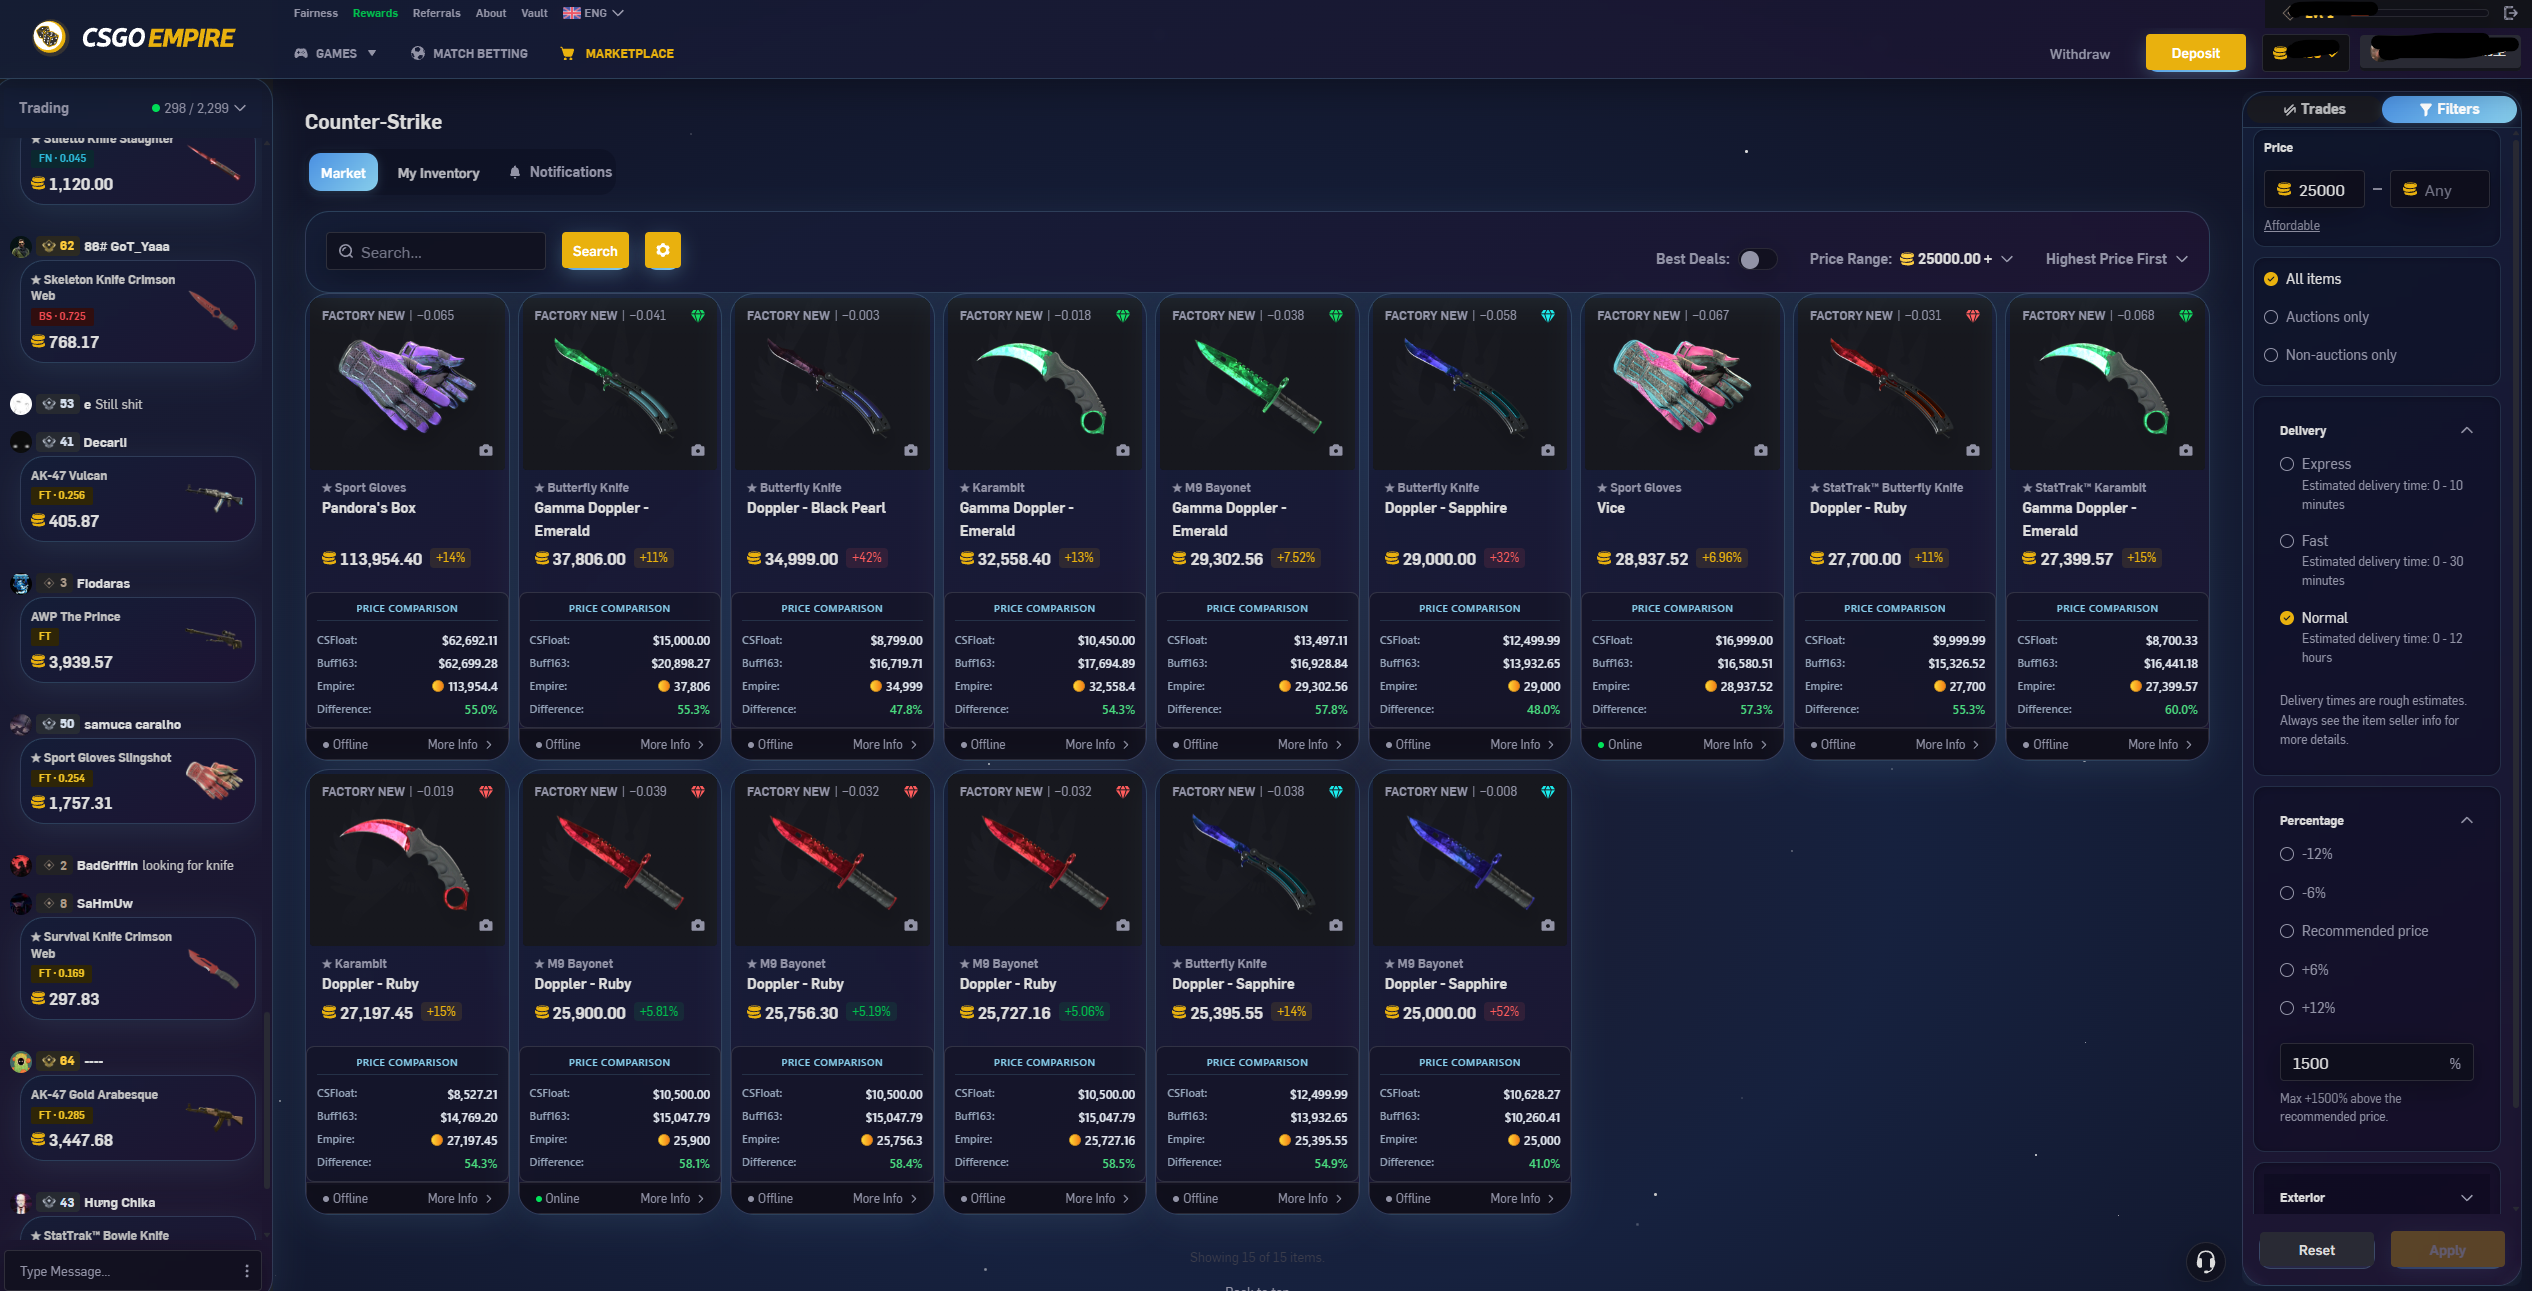 CSGOEMPIRE
Fairness Rewards Referrals About Vault ENG
GAMES MATCH BETTING MARKETPLACE
Withdraw Deposit
Trading 298 / 2,299
★ Stiletto Knife Slaughter
FN · 0.045
1,120.00
62 86# GoT_Yaaa
★ Skeleton Knife Crimson
Web
BS · 0.725
768.17
53 e Still shit
41 Decarli
AK-47 Vulcan
FT · 0.256
405.87
3 Flodaras
AWP The Prince
FT
3,939.57
50 samuca caralho
★ Sport Gloves Slingshot
FT · 0.254
1,757.31
2 BadGriffin looking for knife
8 SaHmUw
★ Survival Knife Crimson
Web
FT · 0.169
297.83
64 ----
AK-47 Gold Arabesque
FT · 0.285
3,447.68
43 Hưng Chika
★ StatTrak™ Bowie Knife
Type Message...
Counter-Strike
Market My Inventory Notifications
Search... Search
Best Deals: Price Range: 25000.00 + Highest Price First
FACTORY NEW | ~0.065
★ Sport Gloves
Pandora's Box
113,954.40 +14%
PRICE COMPARISON
CSFloat: $62,692.11
Buff163: $62,699.28
Empire: 113,954.4
Difference: 55.0%
Offline More Info
FACTORY NEW | ~0.041
★ Butterfly Knife
Gamma Doppler -
Emerald
37,806.00 +11%
PRICE COMPARISON
CSFloat: $15,000.00
Buff163: $20,898.27
Empire: 37,806
Difference: 55.3%
Offline More Info
FACTORY NEW | ~0.003
★ Butterfly Knife
Doppler - Black Pearl
34,999.00 +42%
PRICE COMPARISON
CSFloat: $8,799.00
Buff163: $16,719.71
Empire: 34,999
Difference: 47.8%
Offline More Info
FACTORY NEW | ~0.018
★ Karambit
Gamma Doppler -
Emerald
32,558.40 +13%
PRICE COMPARISON
CSFloat: $10,450.00
Buff163: $17,694.89
Empire: 32,558.4
Difference: 54.3%
Offline More Info
FACTORY NEW | ~0.038
★ M9 Bayonet
Gamma Doppler -
Emerald
29,302.56 +7.52%
PRICE COMPARISON
CSFloat: $13,497.11
Buff163: $16,928.84
Empire: 29,302.56
Difference: 57.8%
Offline More Info
FACTORY NEW | ~0.058
★ Butterfly Knife
Doppler - Sapphire
29,000.00 +32%
PRICE COMPARISON
CSFloat: $12,499.99
Buff163: $13,932.65
Empire: 29,000
Difference: 48.0%
Offline More Info
FACTORY NEW | ~0.067
★ Sport Gloves
Vice
28,937.52 +6.96%
PRICE COMPARISON
CSFloat: $16,999.00
Buff163: $16,580.51
Empire: 28,937.52
Difference: 57.3%
Online More Info
FACTORY NEW | ~0.031
★ StatTrak™ Butterfly Knife
Doppler - Ruby
27,700.00 +11%
PRICE COMPARISON
CSFloat: $9,999.99
Buff163: $15,326.52
Empire: 27,700
Difference: 55.3%
Offline More Info
FACTORY NEW | ~0.068
★ StatTrak™ Karambit
Gamma Doppler -
Emerald
27,399.57 +15%
PRICE COMPARISON
CSFloat: $8,700.33
Buff163: $16,441.18
Empire: 27,399.57
Difference: 60.0%
Offline More Info
FACTORY NEW | ~0.019
★ Karambit
Doppler - Ruby
27,197.45 +15%
PRICE COMPARISON
CSFloat: $8,527.21
Buff163: $14,769.20
Empire: 27,197.45
Difference: 54.3%
Offline More Info
FACTORY NEW | ~0.039
★ M9 Bayonet
Doppler - Ruby
25,900.00 +5.81%
PRICE COMPARISON
CSFloat: $10,500.00
Buff163: $15,047.79
Empire: 25,900
Difference: 58.1%
Online More Info
FACTORY NEW | ~0.032
★ M9 Bayonet
Doppler - Ruby
25,756.30 +5.19%
PRICE COMPARISON
CSFloat: $10,500.00
Buff163: $15,047.79
Empire: 25,756.3
Difference: 58.4%
Offline More Info
FACTORY NEW | ~0.032
★ M9 Bayonet
Doppler - Ruby
25,727.16 +5.06%
PRICE COMPARISON
CSFloat: $10,500.00
Buff163: $15,047.79
Empire: 25,727.16
Difference: 58.5%
Offline More Info
FACTORY NEW | ~0.038
★ Butterfly Knife
Doppler - Sapphire
25,395.55 +14%
PRICE COMPARISON
CSFloat: $12,499.99
Buff163: $13,932.65
Empire: 25,395.55
Difference: 54.9%
Offline More Info
FACTORY NEW | ~0.008
★ M9 Bayonet
Doppler - Sapphire
25,000.00 +52%
PRICE COMPARISON
CSFloat: $10,628.27
Buff163: $10,260.41
Empire: 25,000
Difference: 41.0%
Offline More Info
Showing 15 of 15 items.
Back to top
Trades Filters
Price
25000 – Any
Affordable
All items
Auctions only
Non-auctions only
Delivery
Express
Estimated delivery time: 0 - 10
minutes
Fast
Estimated delivery time: 0 - 30
minutes
Normal
Estimated delivery time: 0 - 12
hours
Delivery times are rough estimates.
Always see the item seller info for
more details.
Percentage
-12%
-6%
Recommended price
+6%
+12%
1500 %
Max +1500% above the
recommended price.
Exterior
Reset Apply